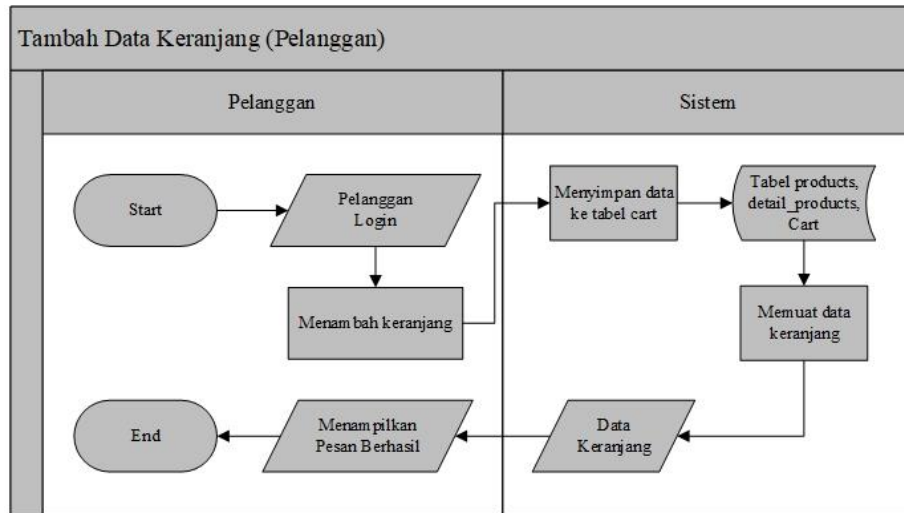 Tambah Data Keranjang (Pelanggan)
Pelanggan
Sistem
Start
Pelanggan
Login
Menyimpan data
ke tabel cart
Tabel products,
detail_products,
Cart
Menambah keranjang
Memuat data
keranjang
End
Menampilkan
Pesan Berhasil
Data
Keranjang